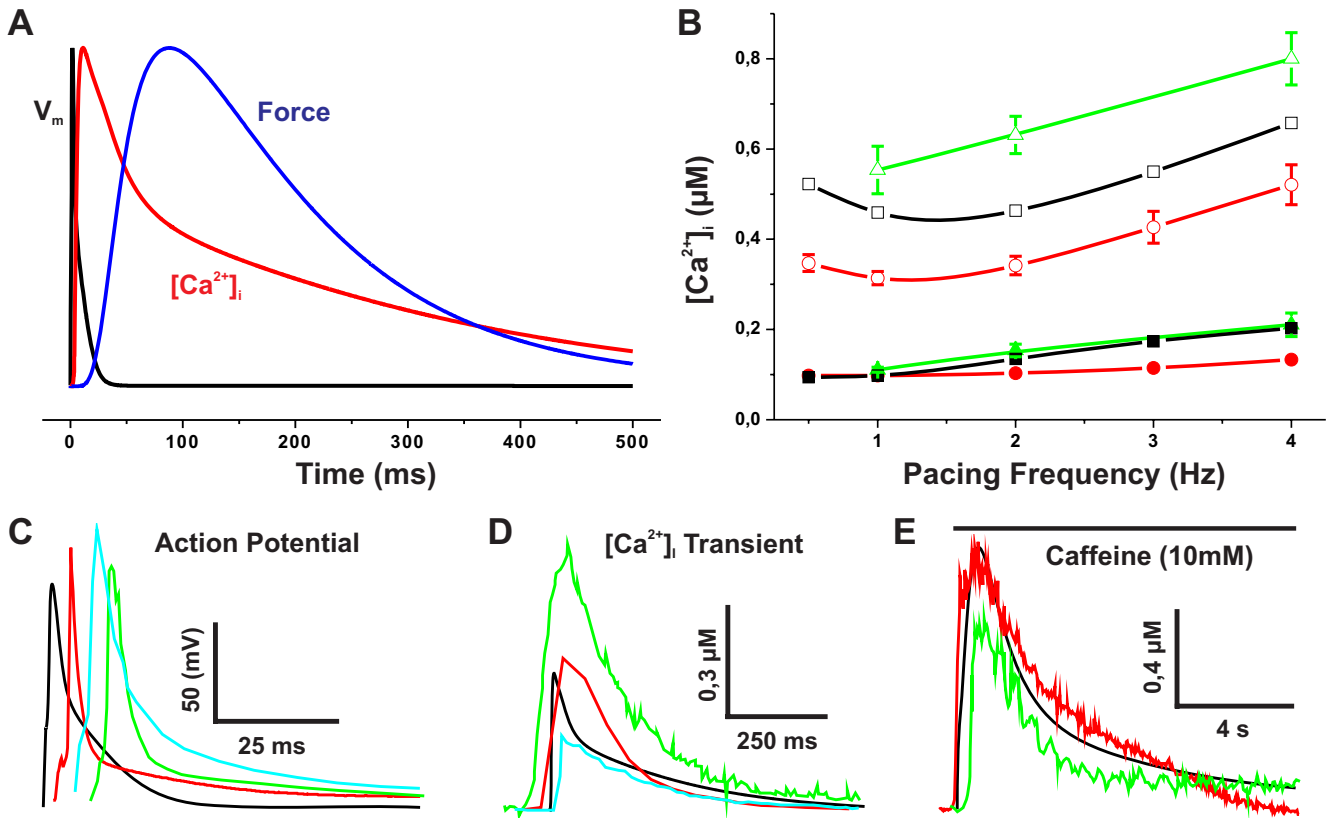 A
V_m
Force
[Ca²⁺]ᵢ
0 100 200 300 400 500
Time (ms)
B
[Ca²⁺]ᵢ (μM)
0,8
0,6
0,4
0,2
0,0
1 2 3 4
Pacing Frequency (Hz)
C
Action Potential
50 (mV)
25 ms
D
[Ca²⁺]ₗ Transient
0,3 μM
250 ms
E
Caffeine (10mM)
0,4 μM
4 s